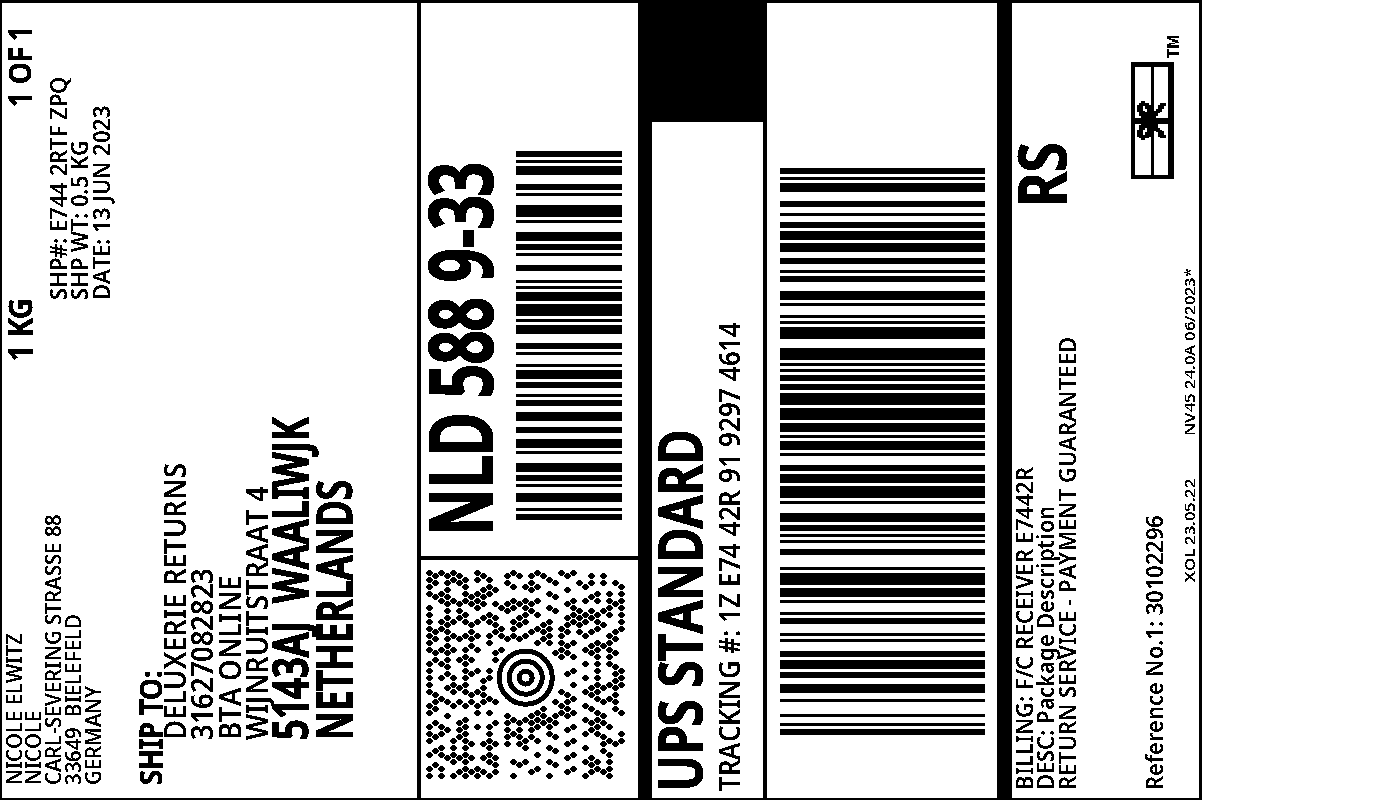 NICOLE ELWITZ
NICOLE
CARL-SEVERING STRASSE 88
33649 BIELEFELD
GERMANY
1 KG
1 OF 1
SHP#: E744 2RTF ZPQ
SHP WT: 0.5 KG
DATE: 13 JUN 2023
SHIP TO:
DELUXERIE RETURNS
31627082823
BTA ONLINE
WIJNRUITSTRAAT 4
5143AJ WAALIWJK
NETHERLANDS
NLD 588 9-33
UPS STANDARD
TRACKING #: 1Z E74 42R 91 9297 4614
BILLING: F/C RECEIVER E7442R
DESC: Package Description
RETURN SERVICE - PAYMENT GUARANTEED
RS
Reference No.1: 30102296
XOL 23.05.22 NV45 24.0A 06/2023*
TM